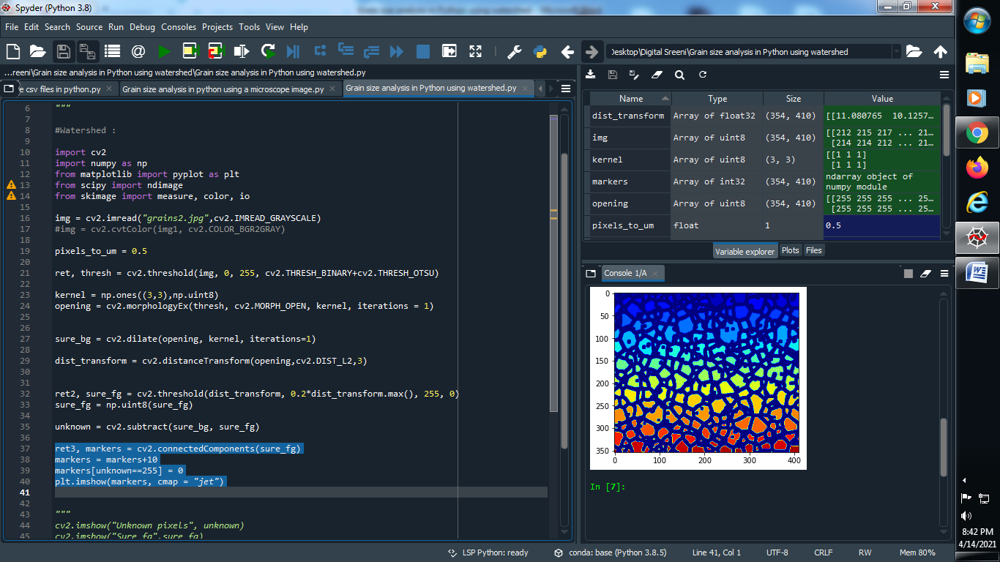 Spyder (Python 3.8)
File Edit Search Source Run Debug Consoles Projects Tools View Help
Desktop\Digital Sreeni\Grain size analysis in Python using watershed
...reeni\Grain size analysis in Python using watershed\Grain size analysis in Python using watershed.py
e csv files in python.py Grain size analysis in python using a microscope image.py Grain size analysis in Python using watershed.py
6 """
7
8 #Watershed :
9
10 import cv2
11 import numpy as np
12 from matplotlib import pyplot as plt
13 from scipy import ndimage
14 from skimage import measure, color, io
15
16 img = cv2.imread("grains2.jpg",cv2.IMREAD_GRAYSCALE)
17 #img = cv2.cvtColor(img1, cv2.COLOR_BGR2GRAY)
18
19 pixels_to_um = 0.5
20
21 ret, thresh = cv2.threshold(img, 0, 255, cv2.THRESH_BINARY+cv2.THRESH_OTSU)
22
23 kernel = np.ones((3,3),np.uint8)
24 opening = cv2.morphologyEx(thresh, cv2.MORPH_OPEN, kernel, iterations = 1)
25
26
27 sure_bg = cv2.dilate(opening, kernel, iterations=1)
28
29 dist_transform = cv2.distanceTransform(opening,cv2.DIST_L2,3)
30
31
32 ret2, sure_fg = cv2.threshold(dist_transform, 0.2*dist_transform.max(), 255, 0)
33 sure_fg = np.uint8(sure_fg)
34
35 unknown = cv2.subtract(sure_bg, sure_fg)
36
37 ret3, markers = cv2.connectedComponents(sure_fg)
38 markers = markers+10
39 markers[unknown==255] = 0
40 plt.imshow(markers, cmap = "jet")
41
42
43 """
44 cv2.imshow("Unknown pixels", unknown)
45 cv2.imshow("Sure fg",sure_fg)
Name Type Size Value
dist_transform Array of float32 (354, 410) [[11.080765 10.1257...
img Array of uint8 (354, 410) [[212 215 217 ... 21...
[214 214 212 ... 21...
kernel Array of uint8 (3, 3) [[1 1 1]
[1 1 1]
markers Array of int32 (354, 410) ndarray object of
numpy module
opening Array of uint8 (354, 410) [[255 255 255 ... 25...
[255 255 255 ... 25...
pixels_to_um float 1 0.5
Variable explorer Plots Files
Console 1/A
0
50
100
150
200
250
300
350
0 100 200 300 400
In [7]:
LSP Python: ready conda: base (Python 3.8.5) Line 41, Col 1 UTF-8 CRLF RW Mem 80%
8:42 PM
4/14/2021